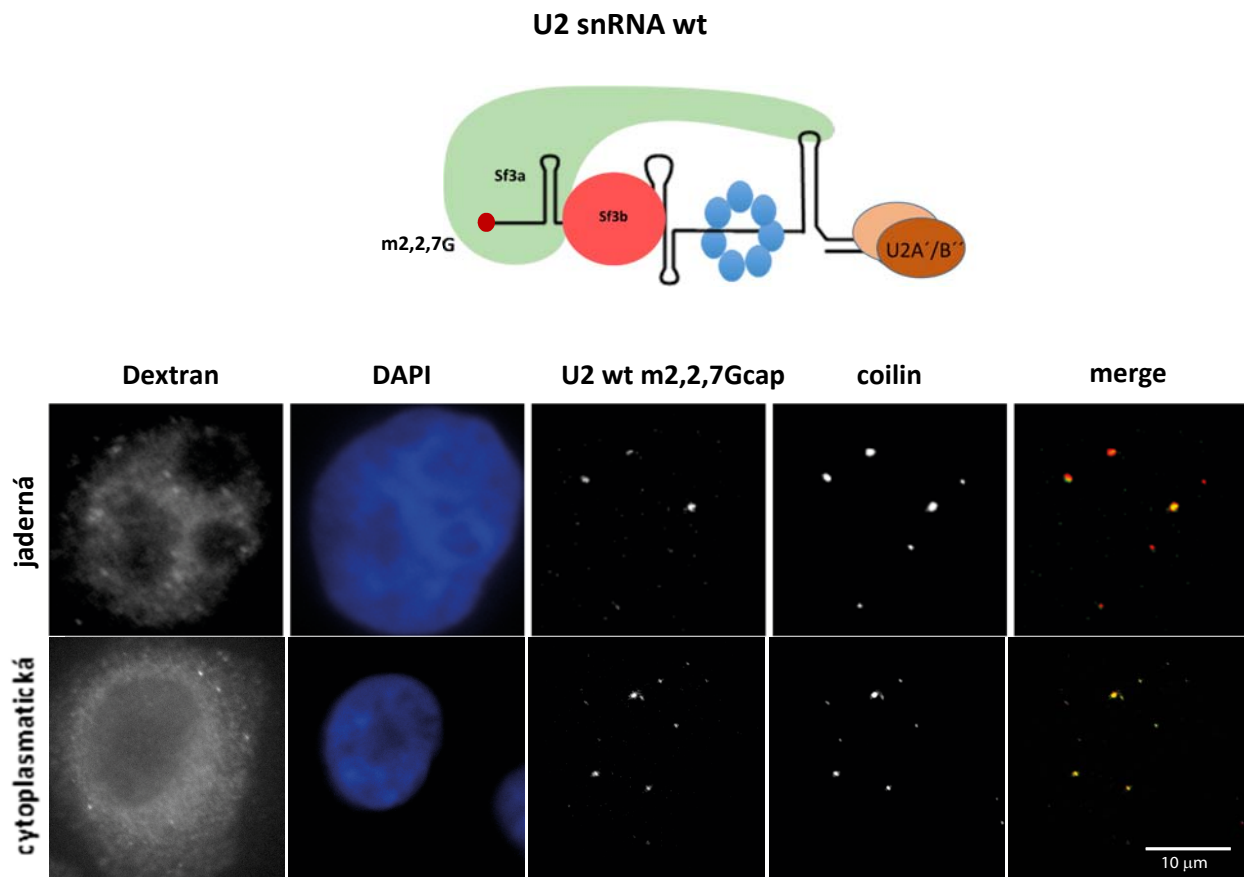 U2 snRNA wt
Sf3a
Sf3b
m2,2,7G
U2A´/B´´
Dextran DAPI U2 wt m2,2,7Gcap coilin merge
jaderná
cytoplasmatická
10 µm